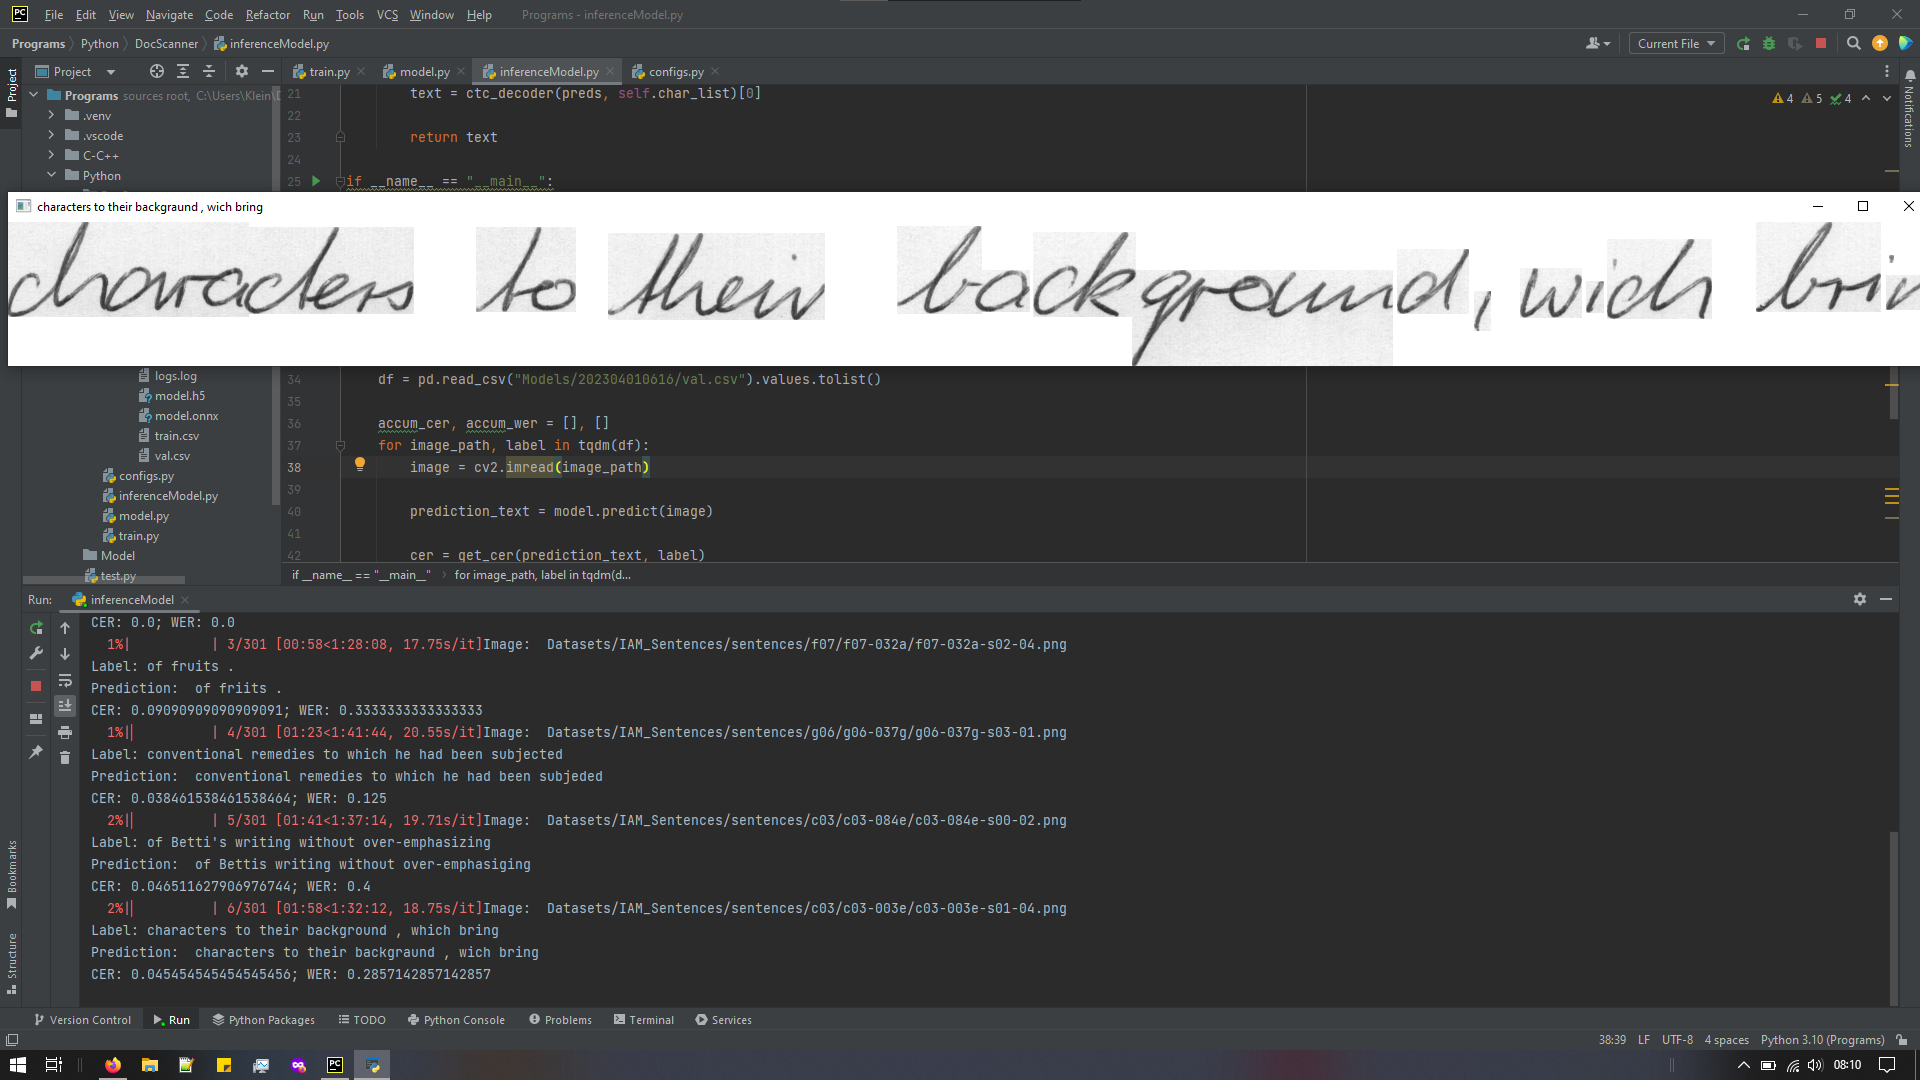 File Edit View Navigate Code Refactor Run Tools VCS Window Help Programs - inferenceModel.py
Programs Python DocScanner inferenceModel.py Current File
Project train.py model.py inferenceModel.py configs.py
Project
Programs sources root, C:\Users\Klein\D
.venv
.vscode
C-C++
Python
21 text = ctc_decoder(preds, self.char_list)[0]
22
23 return text
24
25 if __name__ == "__main__":
4 5 4
Notifications
characters to their backgraund , wich bring
characters to their background, wich brin
logs.log
model.h5
model.onnx
train.csv
val.csv
configs.py
inferenceModel.py
model.py
train.py
Model
test.py
34 df = pd.read_csv("Models/202304010616/val.csv").values.tolist()
35
36 accum_cer, accum_wer = [], []
37 for image_path, label in tqdm(df):
38 image = cv2.imread(image_path)
39
40 prediction_text = model.predict(image)
41
42 cer = get_cer(prediction_text, label)
if __name__ == "__main__" for image_path, label in tqdm(d...
Run: inferenceModel
CER: 0.0; WER: 0.0
1%| | 3/301 [00:58<1:28:08, 17.75s/it]Image: Datasets/IAM_Sentences/sentences/f07/f07-032a/f07-032a-s02-04.png
Label: of fruits .
Prediction: of friits .
CER: 0.09090909090909091; WER: 0.3333333333333333
1%| | 4/301 [01:23<1:41:44, 20.55s/it]Image: Datasets/IAM_Sentences/sentences/g06/g06-037g/g06-037g-s03-01.png
Label: conventional remedies to which he had been subjected
Prediction: conventional remedies to which he had been subjeded
CER: 0.038461538461538464; WER: 0.125
2%| | 5/301 [01:41<1:37:14, 19.71s/it]Image: Datasets/IAM_Sentences/sentences/c03/c03-084e/c03-084e-s00-02.png
Label: of Betti's writing without over-emphasizing
Prediction: of Bettis writing without over-emphasiging
CER: 0.046511627906976744; WER: 0.4
2%| | 6/301 [01:58<1:32:12, 18.75s/it]Image: Datasets/IAM_Sentences/sentences/c03/c03-003e/c03-003e-s01-04.png
Label: characters to their background , which bring
Prediction: characters to their backgraund , wich bring
CER: 0.045454545454545456; WER: 0.2857142857142857
Bookmarks
Structure
Version Control Run Python Packages TODO Python Console Problems Terminal Services
38:39 LF UTF-8 4 spaces Python 3.10 (Programs)
PC 08:10